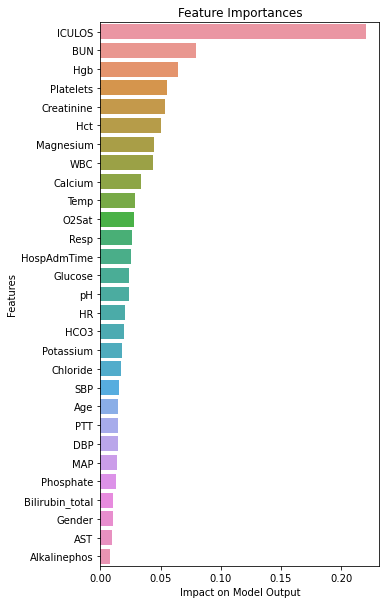 Feature Importances
Features
ICULOS
BUN
Hgb
Platelets
Creatinine
Hct
Magnesium
WBC
Calcium
Temp
O2Sat
Resp
HospAdmTime
Glucose
pH
HR
HCO3
Potassium
Chloride
SBP
Age
PTT
DBP
MAP
Phosphate
Bilirubin_total
Gender
AST
Alkalinephos
0.00 0.05 0.10 0.15 0.20
Impact on Model Output